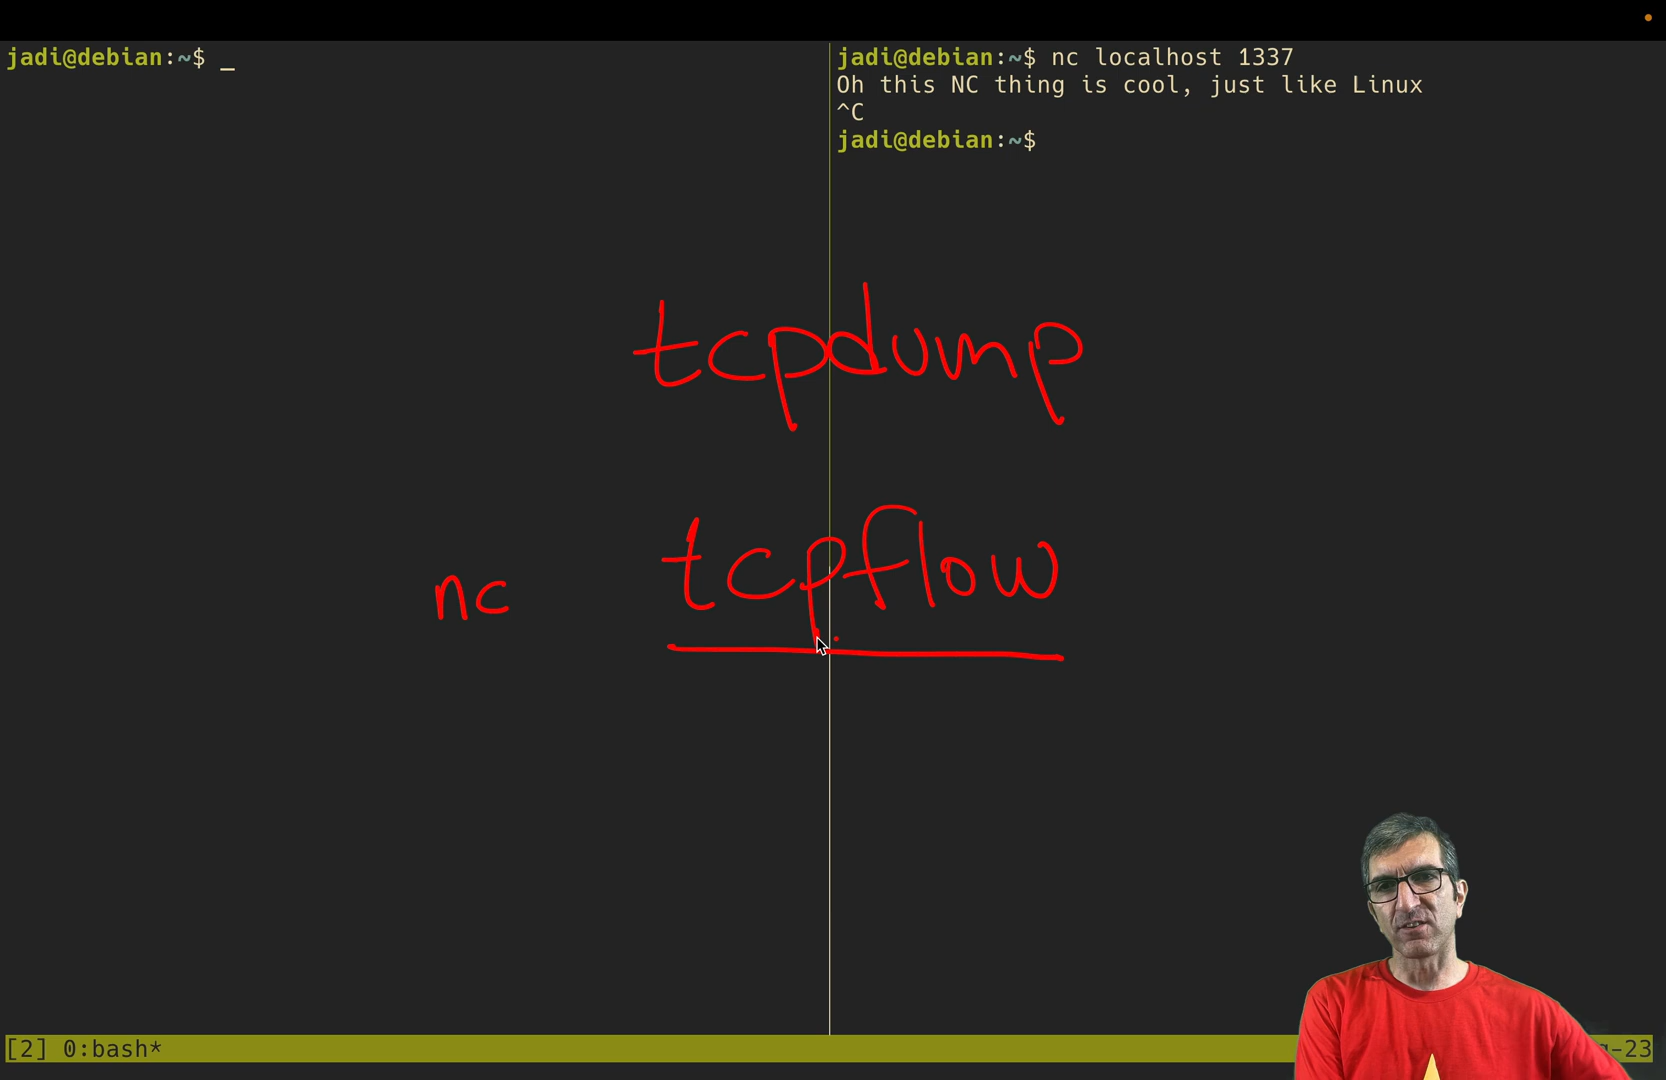 jadi@debian:~$ _
jadi@debian:~$ nc localhost 1337
Oh this NC thing is cool, just like Linux
^C
jadi@debian:~$
tcpdump
nc tcpflow
[2] 0:bash*
-23